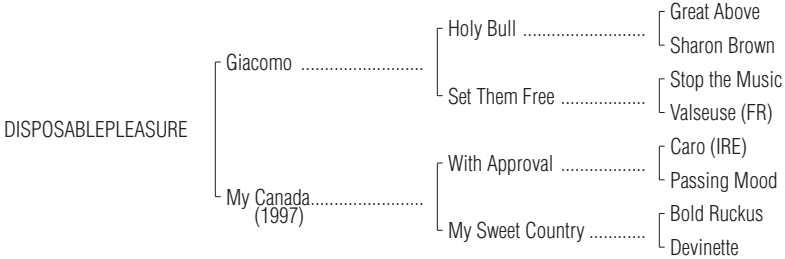 Great Above
Holy Bull ..........................
Sharon Brown
Giacomo ..........................
Stop the Music
Set Them Free ..................
Valseuse (FR)
DISPOSABLEPLEASURE
Caro (IRE)
With Approval ..................
Passing Mood
My Canada........................
(1997)
Bold Ruckus
My Sweet Country ............
Devinette